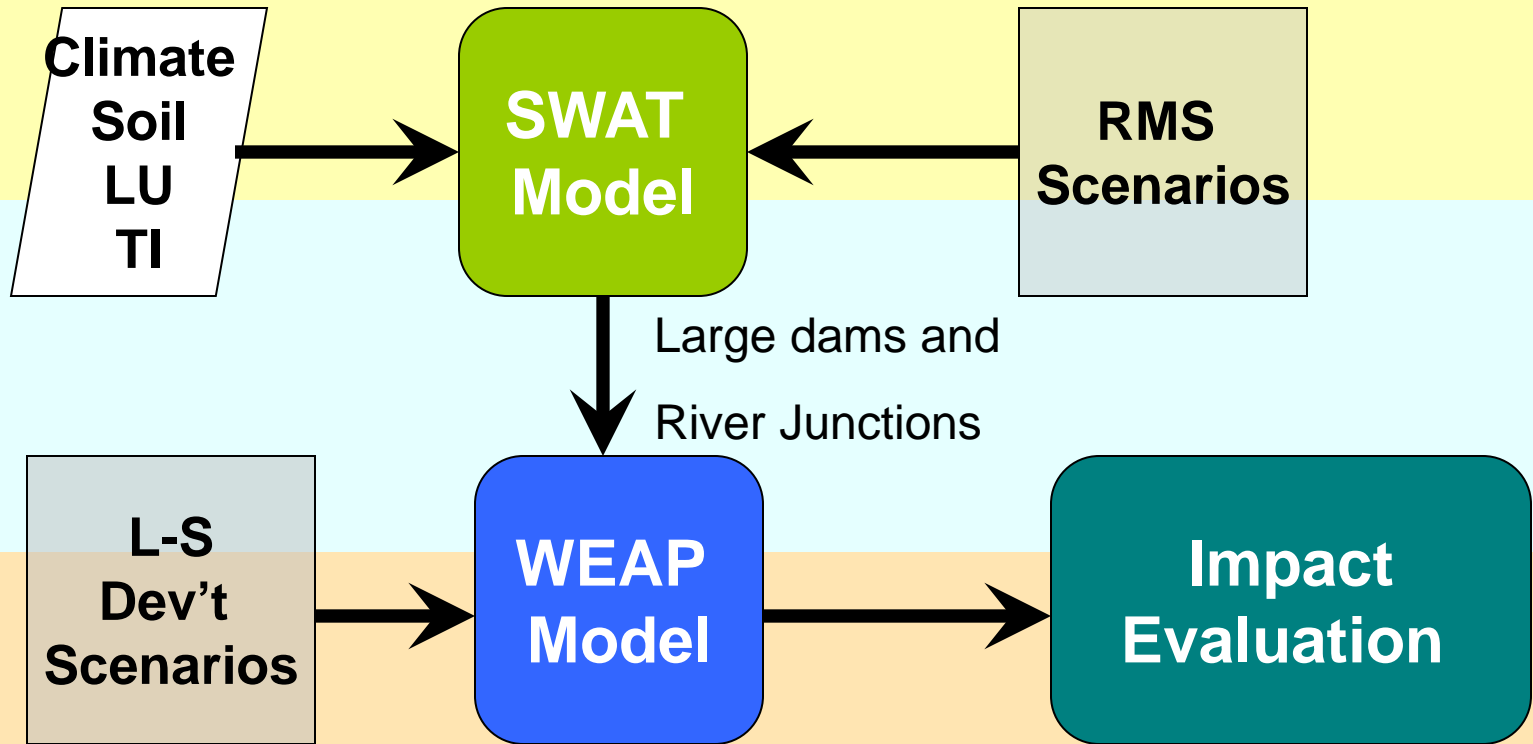 Climate
Soil
LU
TI
SWAT
Model
RMS
Scenarios
Large dams and
River Junctions
L-S
Dev’t
Scenarios
WEAP
Model
Impact
Evaluation